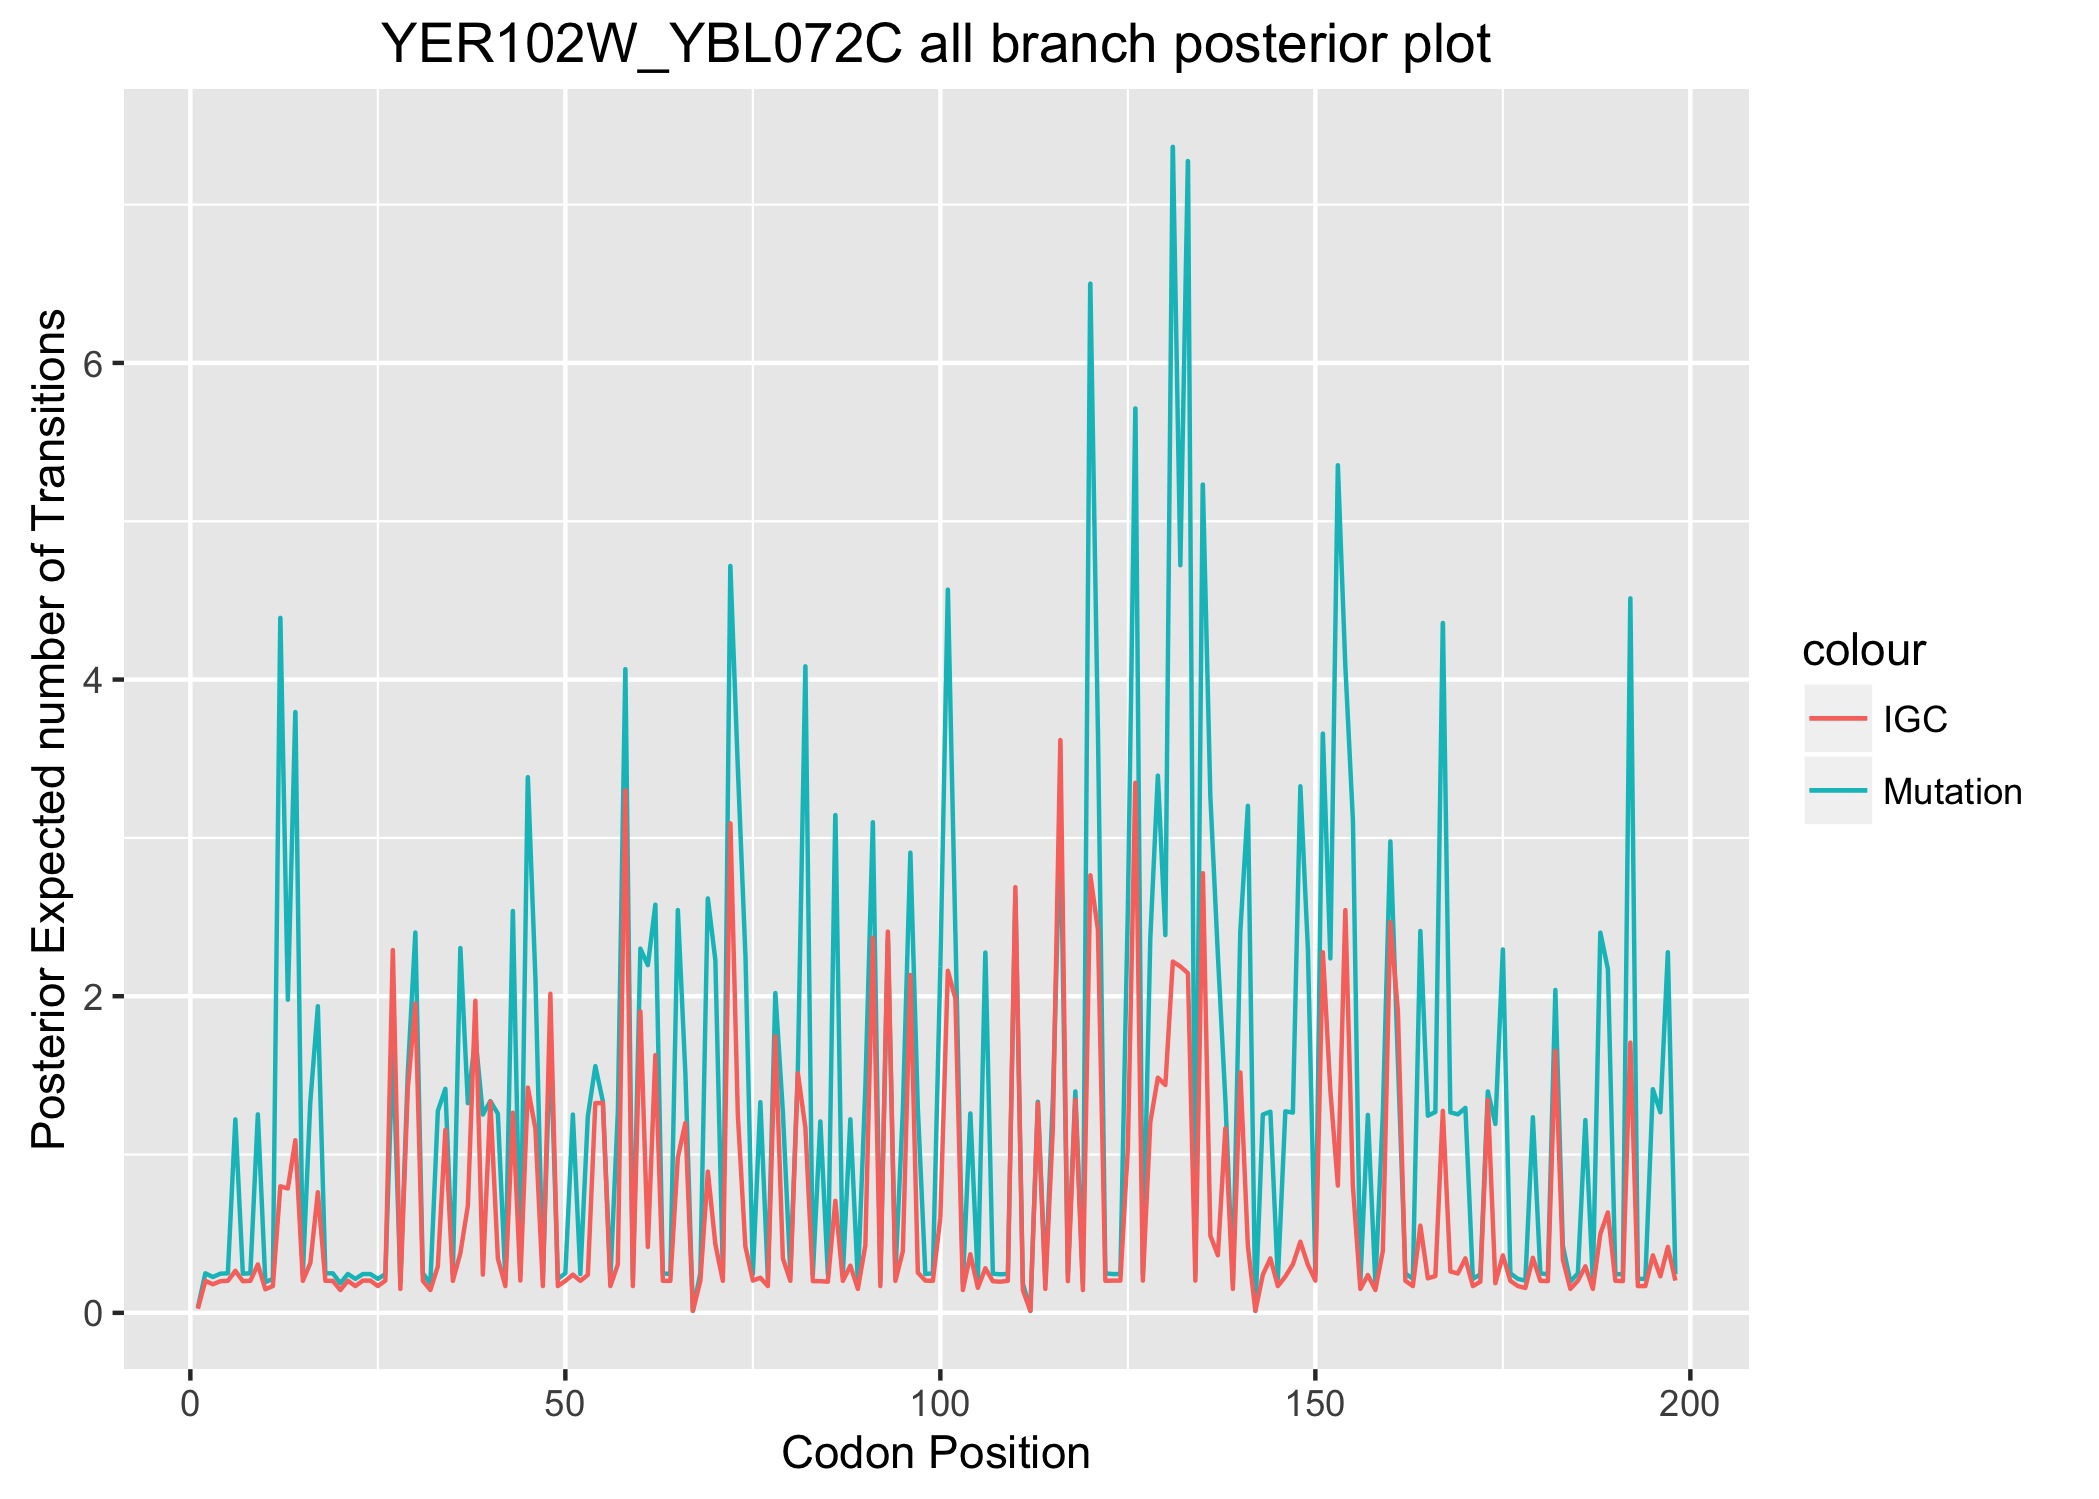 YER102W_YBL072C all branch posterior plot
Posterior Expected number of Transitions
6
4
2
0
0 50 100 150 200
Codon Position
colour
IGC
Mutation